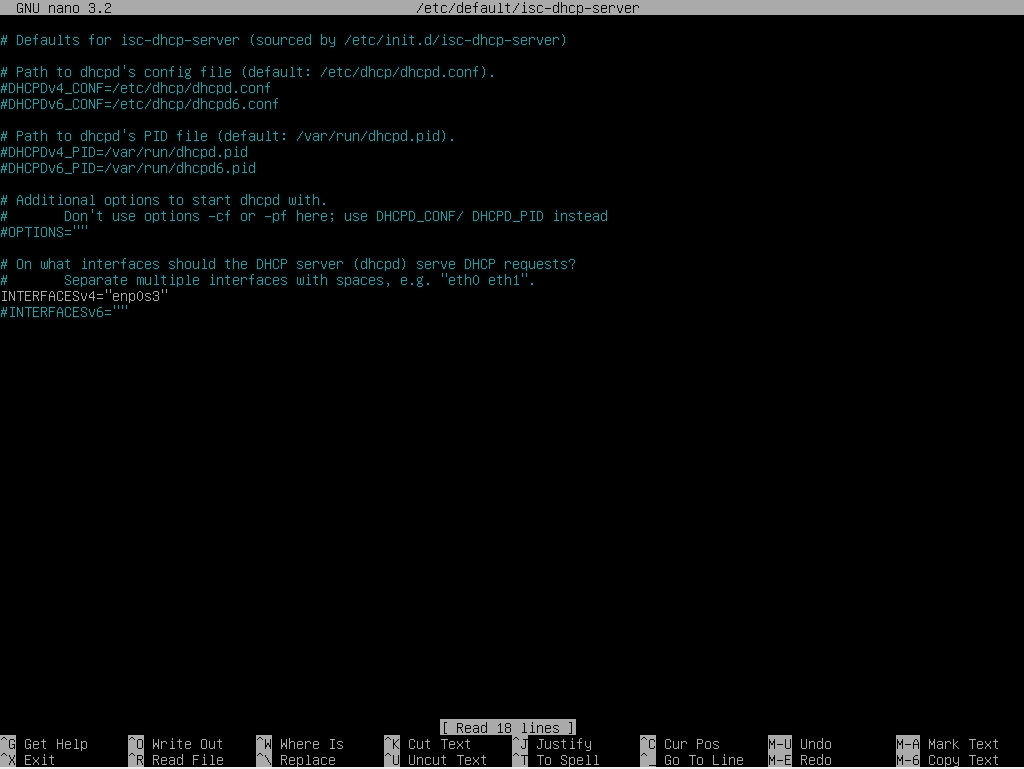 GNU nano 3.2 /etc/default/isc-dhcp-server
# Defaults for isc-dhcp-server (sourced by /etc/init.d/isc-dhcp-server)
# Path to dhcpd's config file (default: /etc/dhcp/dhcpd.conf).
#DHCPDv4_CONF=/etc/dhcp/dhcpd.conf
#DHCPDv6_CONF=/etc/dhcp/dhcpd6.conf
# Path to dhcpd's PID file (default: /var/run/dhcpd.pid).
#DHCPDv4_PID=/var/run/dhcpd.pid
#DHCPDv6_PID=/var/run/dhcpd6.pid
# Additional options to start dhcpd with.
#       Don't use options -cf or -pf here; use DHCPD_CONF/ DHCPD_PID instead
#OPTIONS=""
# On what interfaces should the DHCP server (dhcpd) serve DHCP requests?
#       Separate multiple interfaces with spaces, e.g. "eth0 eth1".
INTERFACESv4="enp0s3"
#INTERFACESv6=""
[ Read 18 lines ]
^G Get Help ^O Write Out ^W Where Is ^K Cut Text ^J Justify ^C Cur Pos M-U Undo M-A Mark Text
^X Exit ^R Read File ^\ Replace ^U Uncut Text ^T To Spell ^_ Go To Line M-E Redo M-6 Copy Text